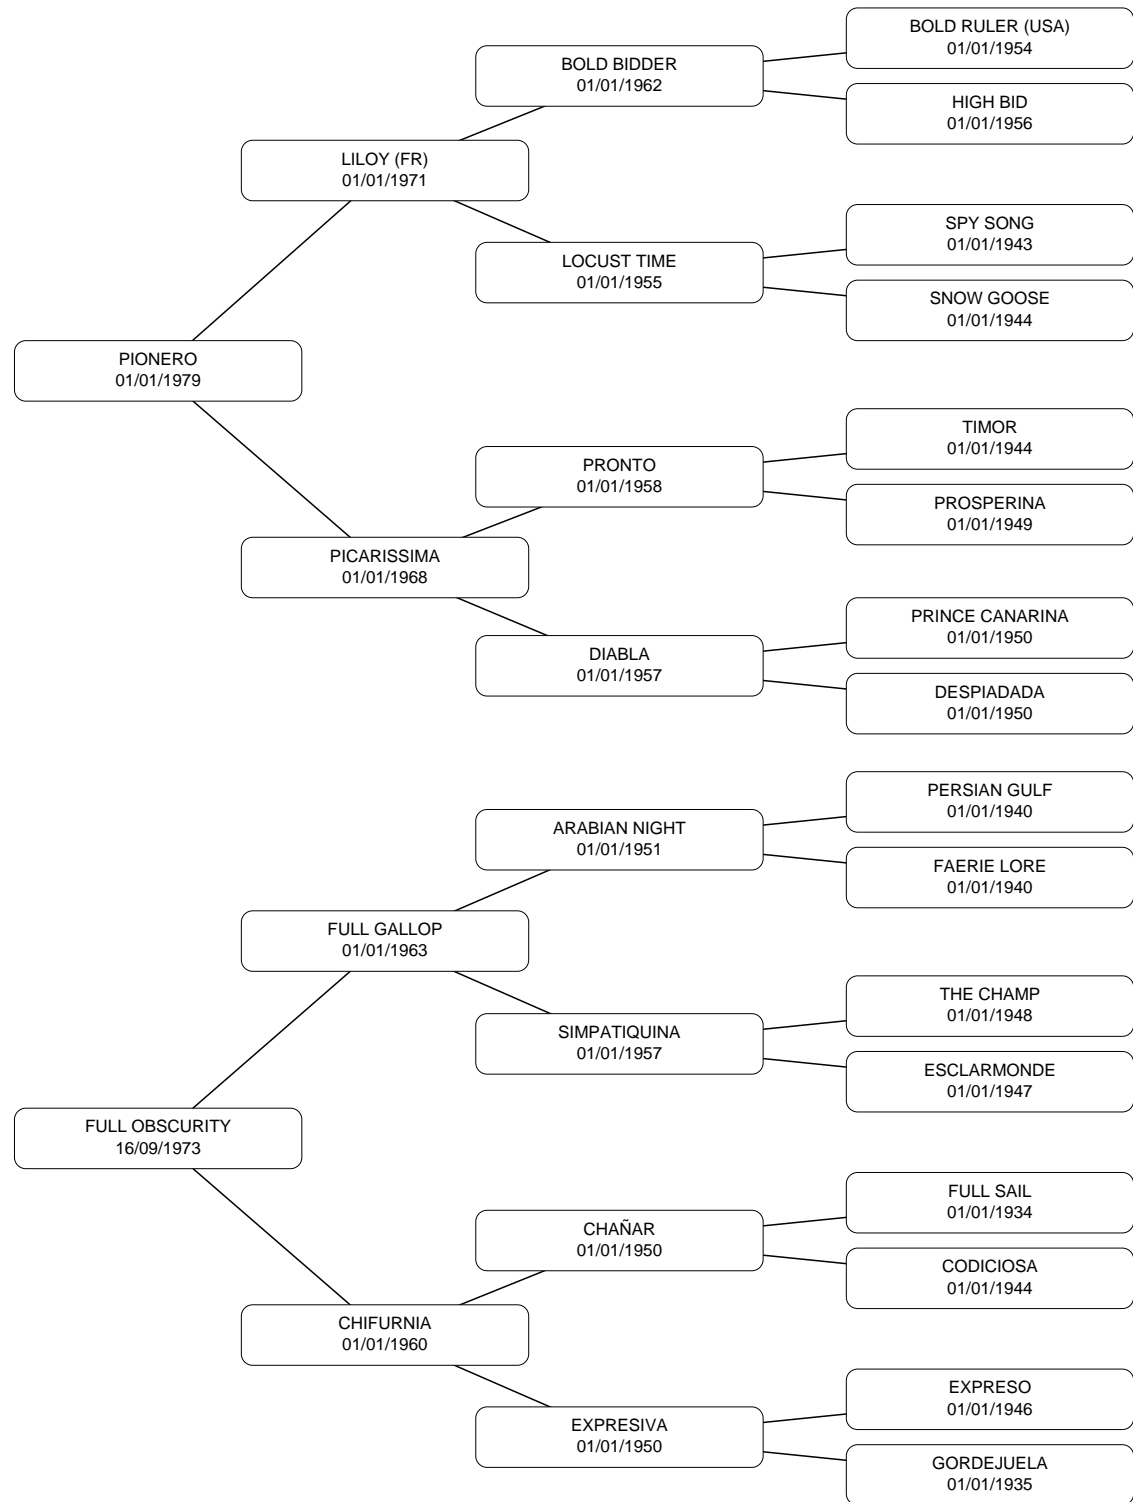 BOLD RULER (USA)
01/01/1954
BOLD BIDDER
01/01/1962
HIGH BID
01/01/1956
LILOY (FR)
01/01/1971
SPY SONG
01/01/1943
LOCUST TIME
01/01/1955
SNOW GOOSE
01/01/1944
PIONERO
01/01/1979
TIMOR
01/01/1944
PRONTO
01/01/1958
PROSPERINA
01/01/1949
PICARISSIMA
01/01/1968
PRINCE CANARINA
01/01/1950
DIABLA
01/01/1957
DESPIADADA
01/01/1950
PERSIAN GULF
01/01/1940
ARABIAN NIGHT
01/01/1951
FAERIE LORE
01/01/1940
FULL GALLOP
01/01/1963
THE CHAMP
01/01/1948
SIMPATIQUINA
01/01/1957
ESCLARMONDE
01/01/1947
FULL OBSCURITY
16/09/1973
FULL SAIL
01/01/1934
CHAÑAR
01/01/1950
CODICIOSA
01/01/1944
CHIFURNIA
01/01/1960
EXPRESO
01/01/1946
EXPRESIVA
01/01/1950
GORDEJUELA
01/01/1935